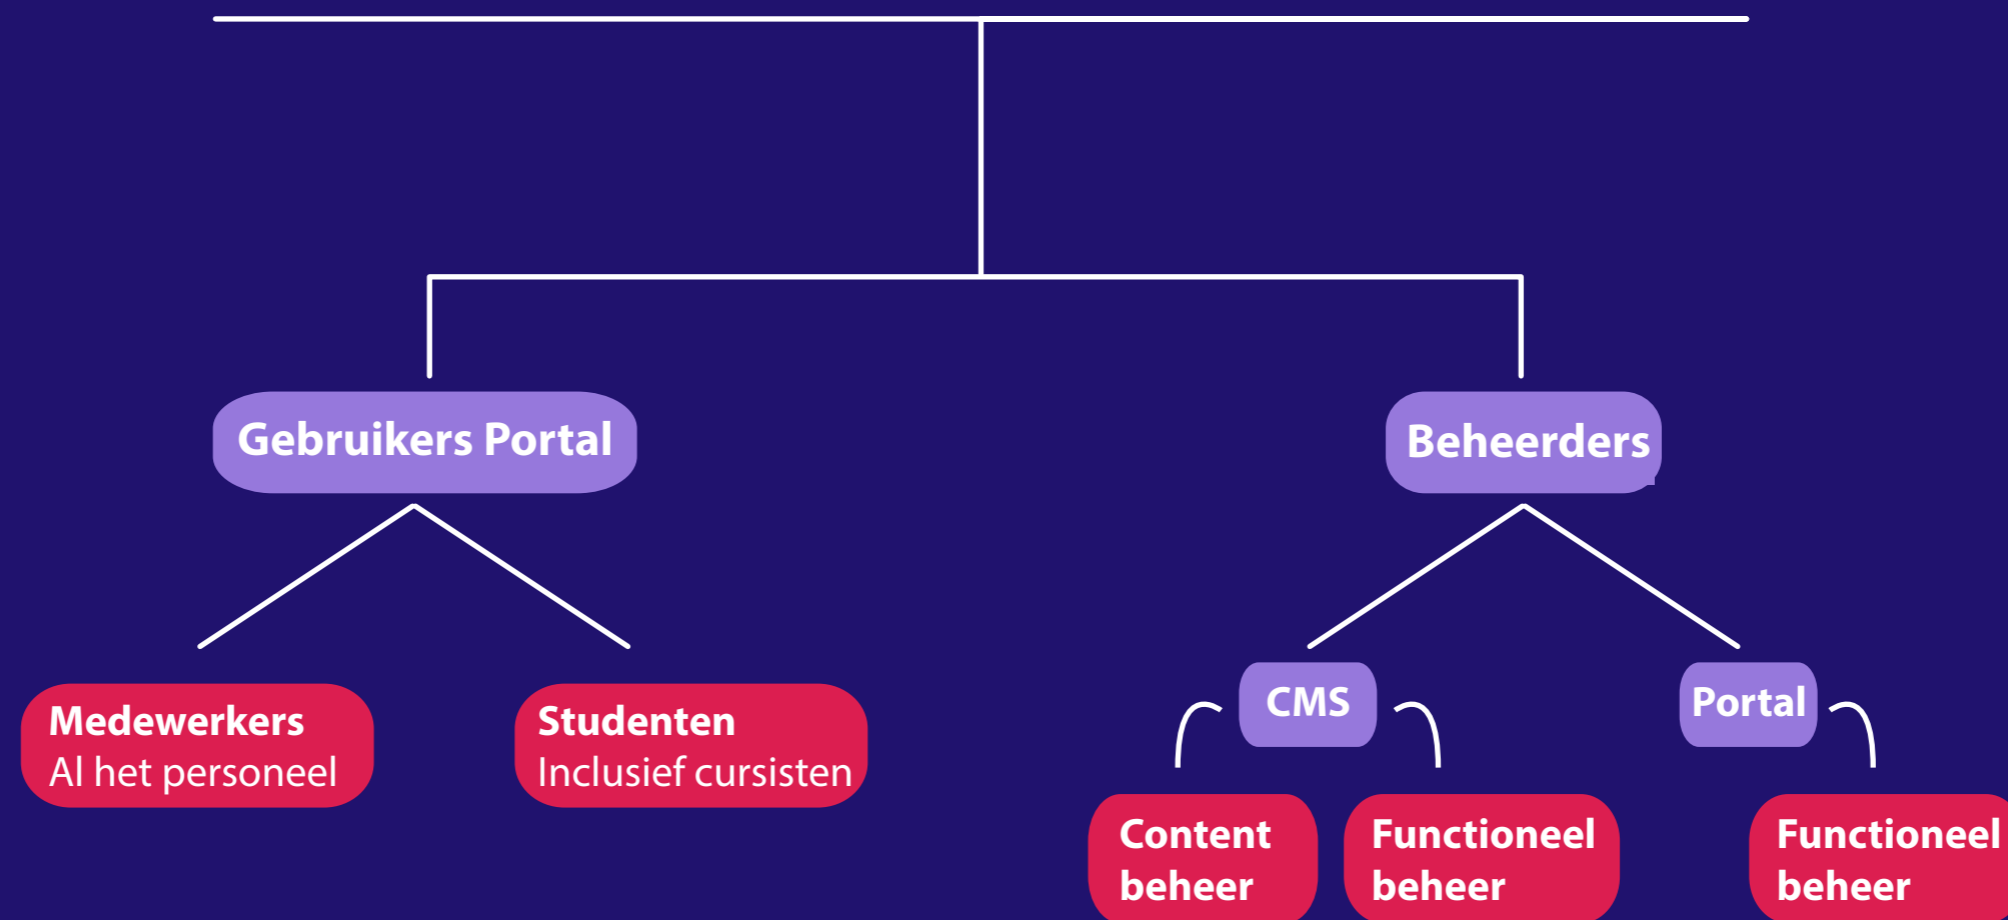 Gebruikers Portal
Beheerders
Medewerkers
Al het personeel
Studenten
Inclusief cursisten
CMS
Portal
Content
beheer
Functioneel
beheer
Functioneel
beheer